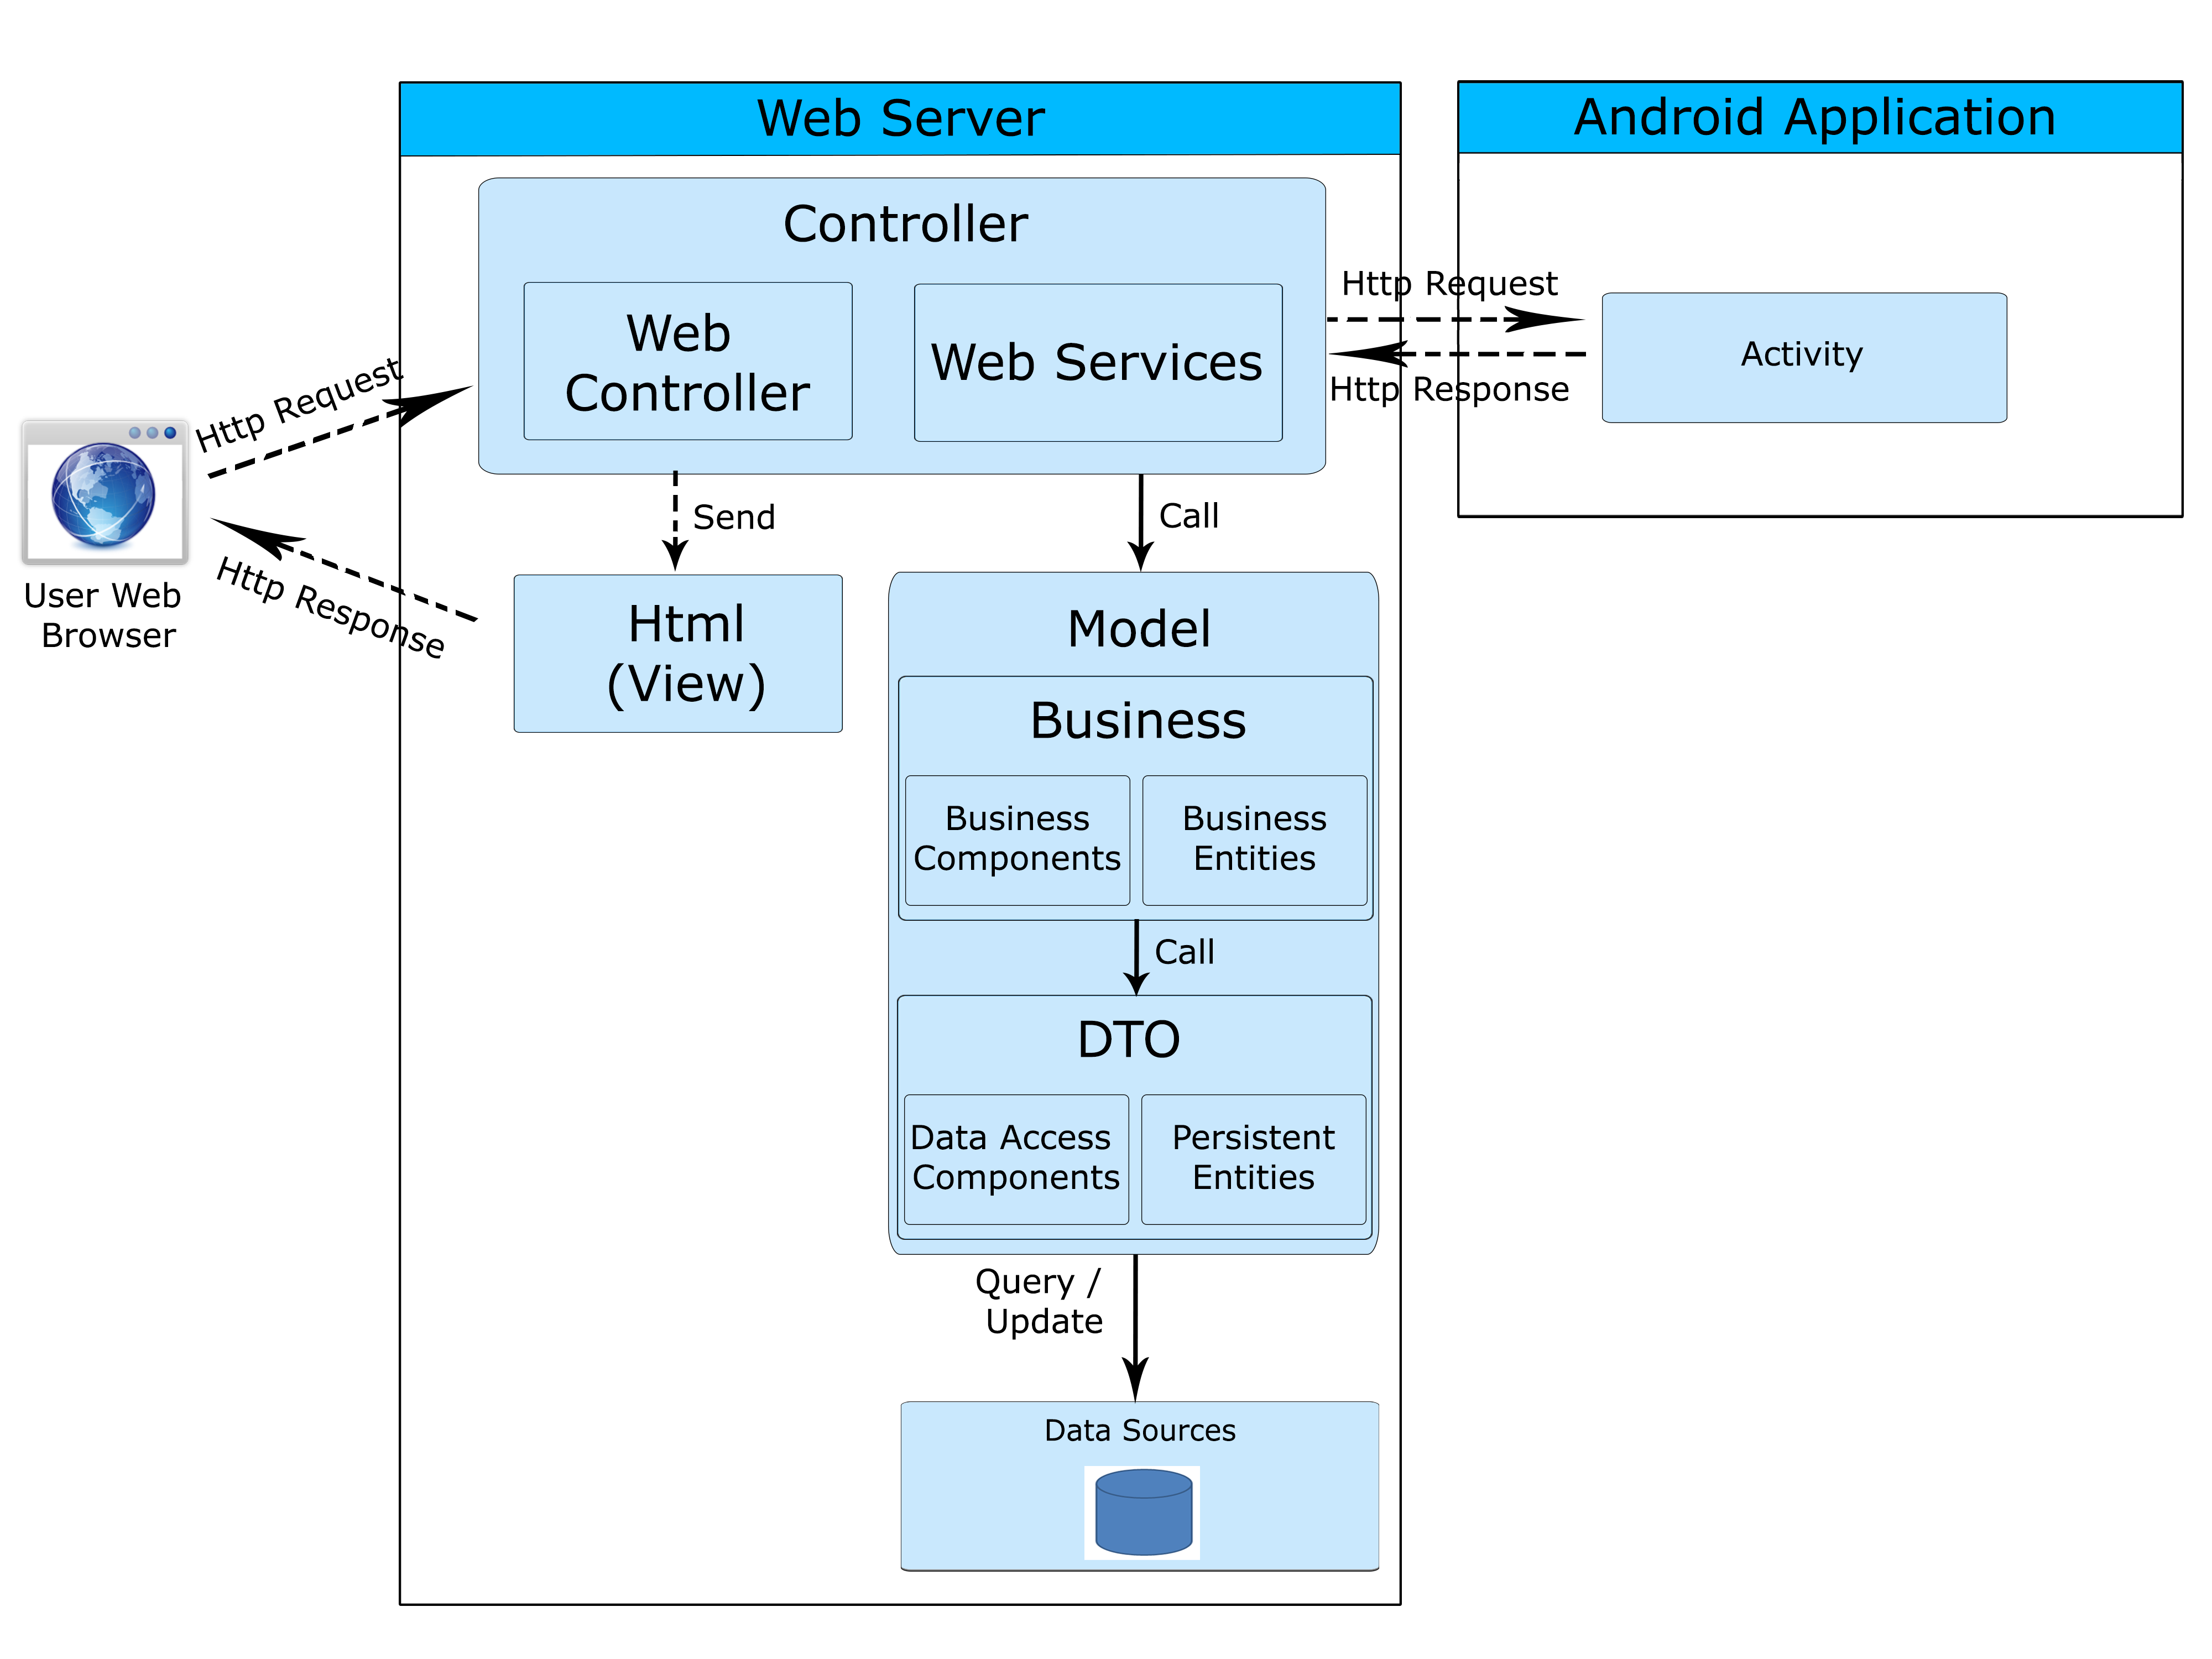 Web Server
Android Application
Controller
Web
Controller
Web Services
Http Request
Http Response
Activity
Http Request
Http Response
User Web
Browser
Send
Call
Html
(View)
Model
Business
Business
Components
Business
Entities
Call
DTO
Data Access
Components
Persistent
Entities
Query /
Update
Data Sources